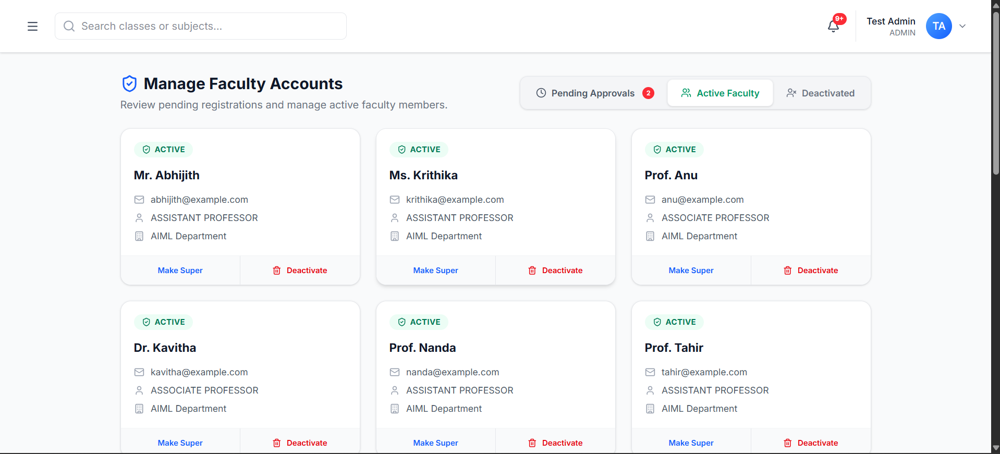 Search classes or subjects...
9+
Test Admin
ADMIN
TA
Manage Faculty Accounts
Review pending registrations and manage active faculty members.
Pending Approvals 2
Active Faculty
Deactivated
ACTIVE
Mr. Abhijith
abhijith@example.com
ASSISTANT PROFESSOR
AIML Department
Make Super
Deactivate
ACTIVE
Ms. Krithika
krithika@example.com
ASSISTANT PROFESSOR
AIML Department
Make Super
Deactivate
ACTIVE
Prof. Anu
anu@example.com
ASSOCIATE PROFESSOR
AIML Department
Make Super
Deactivate
ACTIVE
Dr. Kavitha
kavitha@example.com
ASSOCIATE PROFESSOR
AIML Department
Make Super
Deactivate
ACTIVE
Prof. Nanda
nanda@example.com
ASSISTANT PROFESSOR
AIML Department
Make Super
Deactivate
ACTIVE
Prof. Tahir
tahir@example.com
ASSISTANT PROFESSOR
AIML Department
Make Super
Deactivate